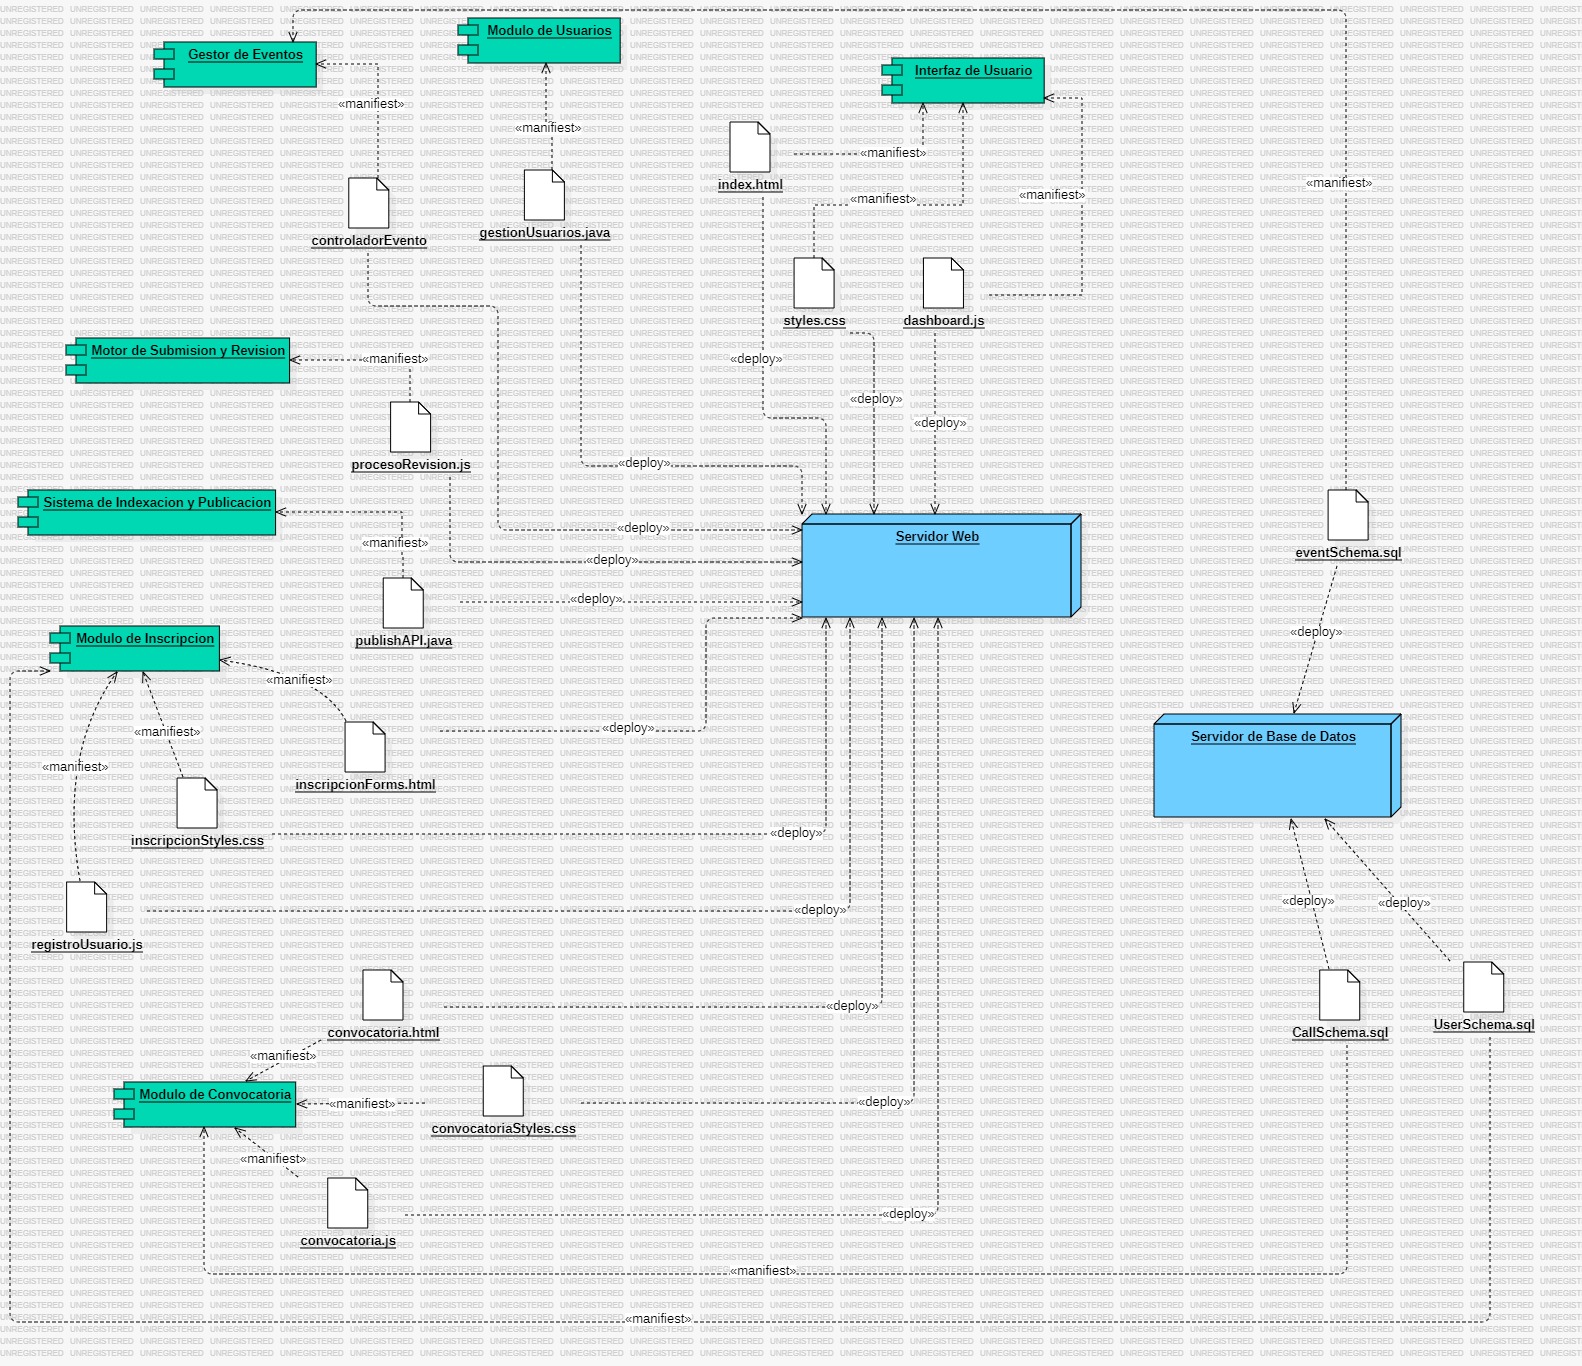 Modulo de Usuarios
Gestor de Eventos
Interfaz de Usuario
«manifiest»
«manifiest»
«manifiest»
index.html
«manifiest»
«manifiest»
«manifiest»
gestionUsuarios.java
controladorEvento
styles.css
dashboard.js
Motor de Submision y Revision
«manifiest»
«deploy»
«deploy»
«deploy»
procesoRevision.js
«deploy»
Sistema de Indexacion y Publicacion
«deploy»
Servidor Web
«manifiest»
eventSchema.sql
«deploy»
«deploy»
publishAPI.java
Modulo de Inscripcion
«deploy»
«manifiest»
«deploy»
«manifiest»
Servidor de Base de Datos
«manifiest»
inscripcionForms.html
inscripcionStyles.css
«deploy»
«deploy»
«deploy»
«deploy»
registroUsuario.js
«deploy»
convocatoria.html
CallSchema.sql
UserSchema.sql
«manifiest»
Modulo de Convocatoria
«manifiest»
«deploy»
convocatoriaStyles.css
«manifiest»
«deploy»
convocatoria.js
«manifiest»
«manifiest»
UNREGISTERED